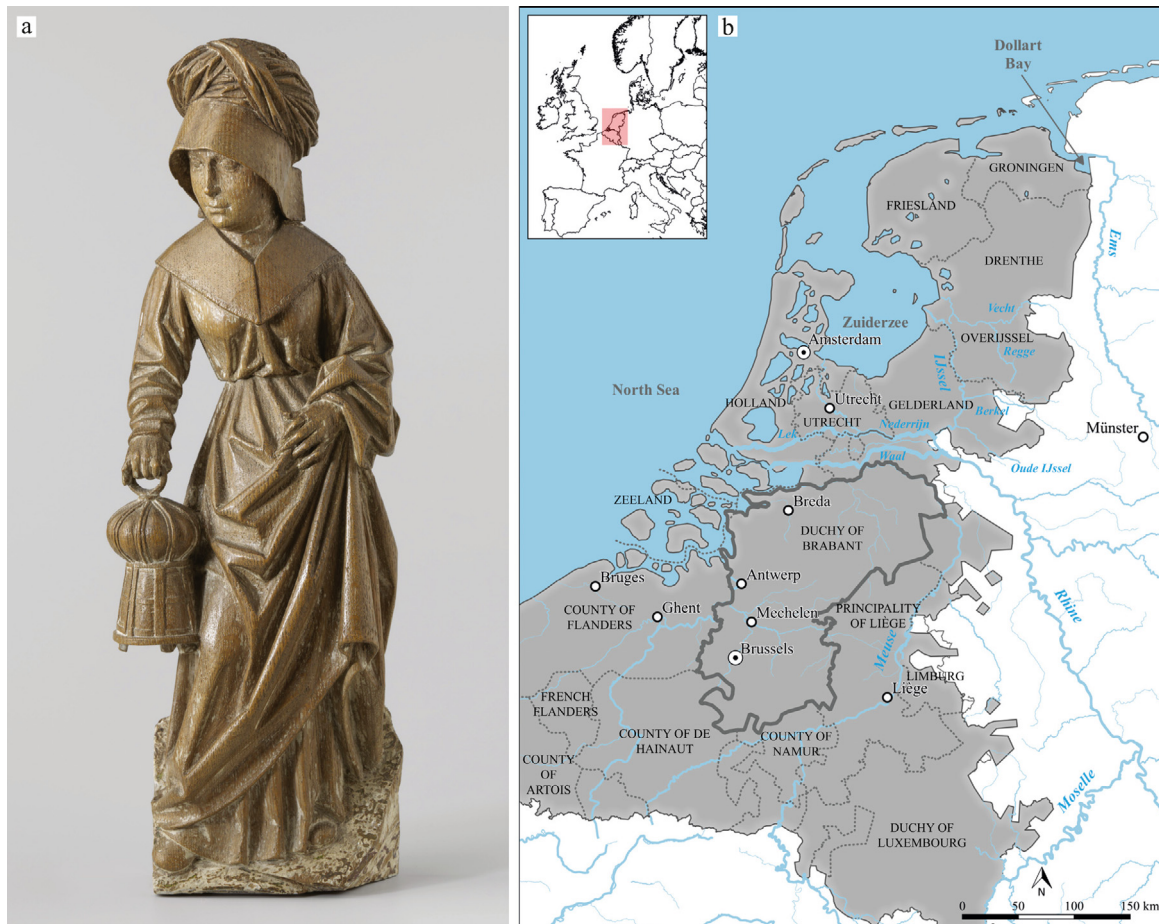 a
b
Dollart
Bay
GRONINGEN
FRIESLAND
Ems
DRENTHE
Vecht
Zuiderzee
Amsterdam
OVERIJSSEL
Regge
IJssel
North Sea
HOLLAND
Utrecht
GELDERLAND
Berkel
UTRECHT
Nederrijn
Münster
Lek
Waal
Oude IJssel
ZEELAND
Breda
DUCHY OF
BRABANT
Bruges
Antwerp
Rhine
COUNTY OF
FLANDERS
Ghent
Mechelen
PRINCIPALITY
OF LIÈGE
Brussels
Meuse
LIMBURG
Liège
FRENCH
FLANDERS
COUNTY OF DE
HAINAUT
COUNTY OF
NAMUR
COUNTY
OF
ARTOIS
Moselle
DUCHY OF
LUXEMBOURG
N
0 50 100 150 km